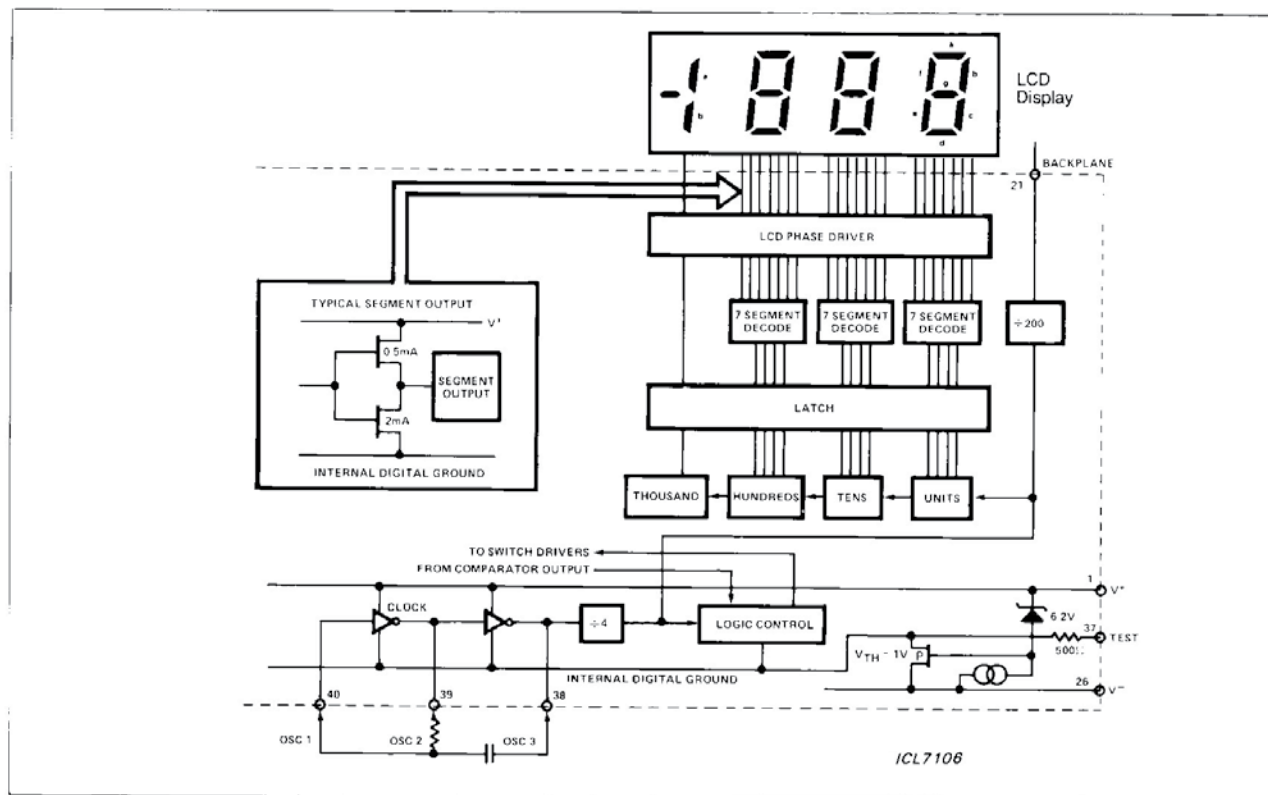 a
b
a
f
b
g
e
c
d
LCD
Display
BACKPLANE
21
LCD PHASE DRIVER
TYPICAL SEGMENT OUTPUT
V+
0.5mA
SEGMENT
OUTPUT
2mA
INTERNAL DIGITAL GROUND
7 SEGMENT
DECODE
7 SEGMENT
DECODE
7 SEGMENT
DECODE
÷200
LATCH
THOUSAND
HUNDREDS
TENS
UNITS
TO SWITCH DRIVERS
FROM COMPARATOR OUTPUT
1
V+
CLOCK
6.2V
÷4
LOGIC CONTROL
37
TEST
500Ω
VTH - 1V
P
INTERNAL DIGITAL GROUND
26
V−
40
39
38
OSC 1
OSC 2
OSC 3
ICL7106